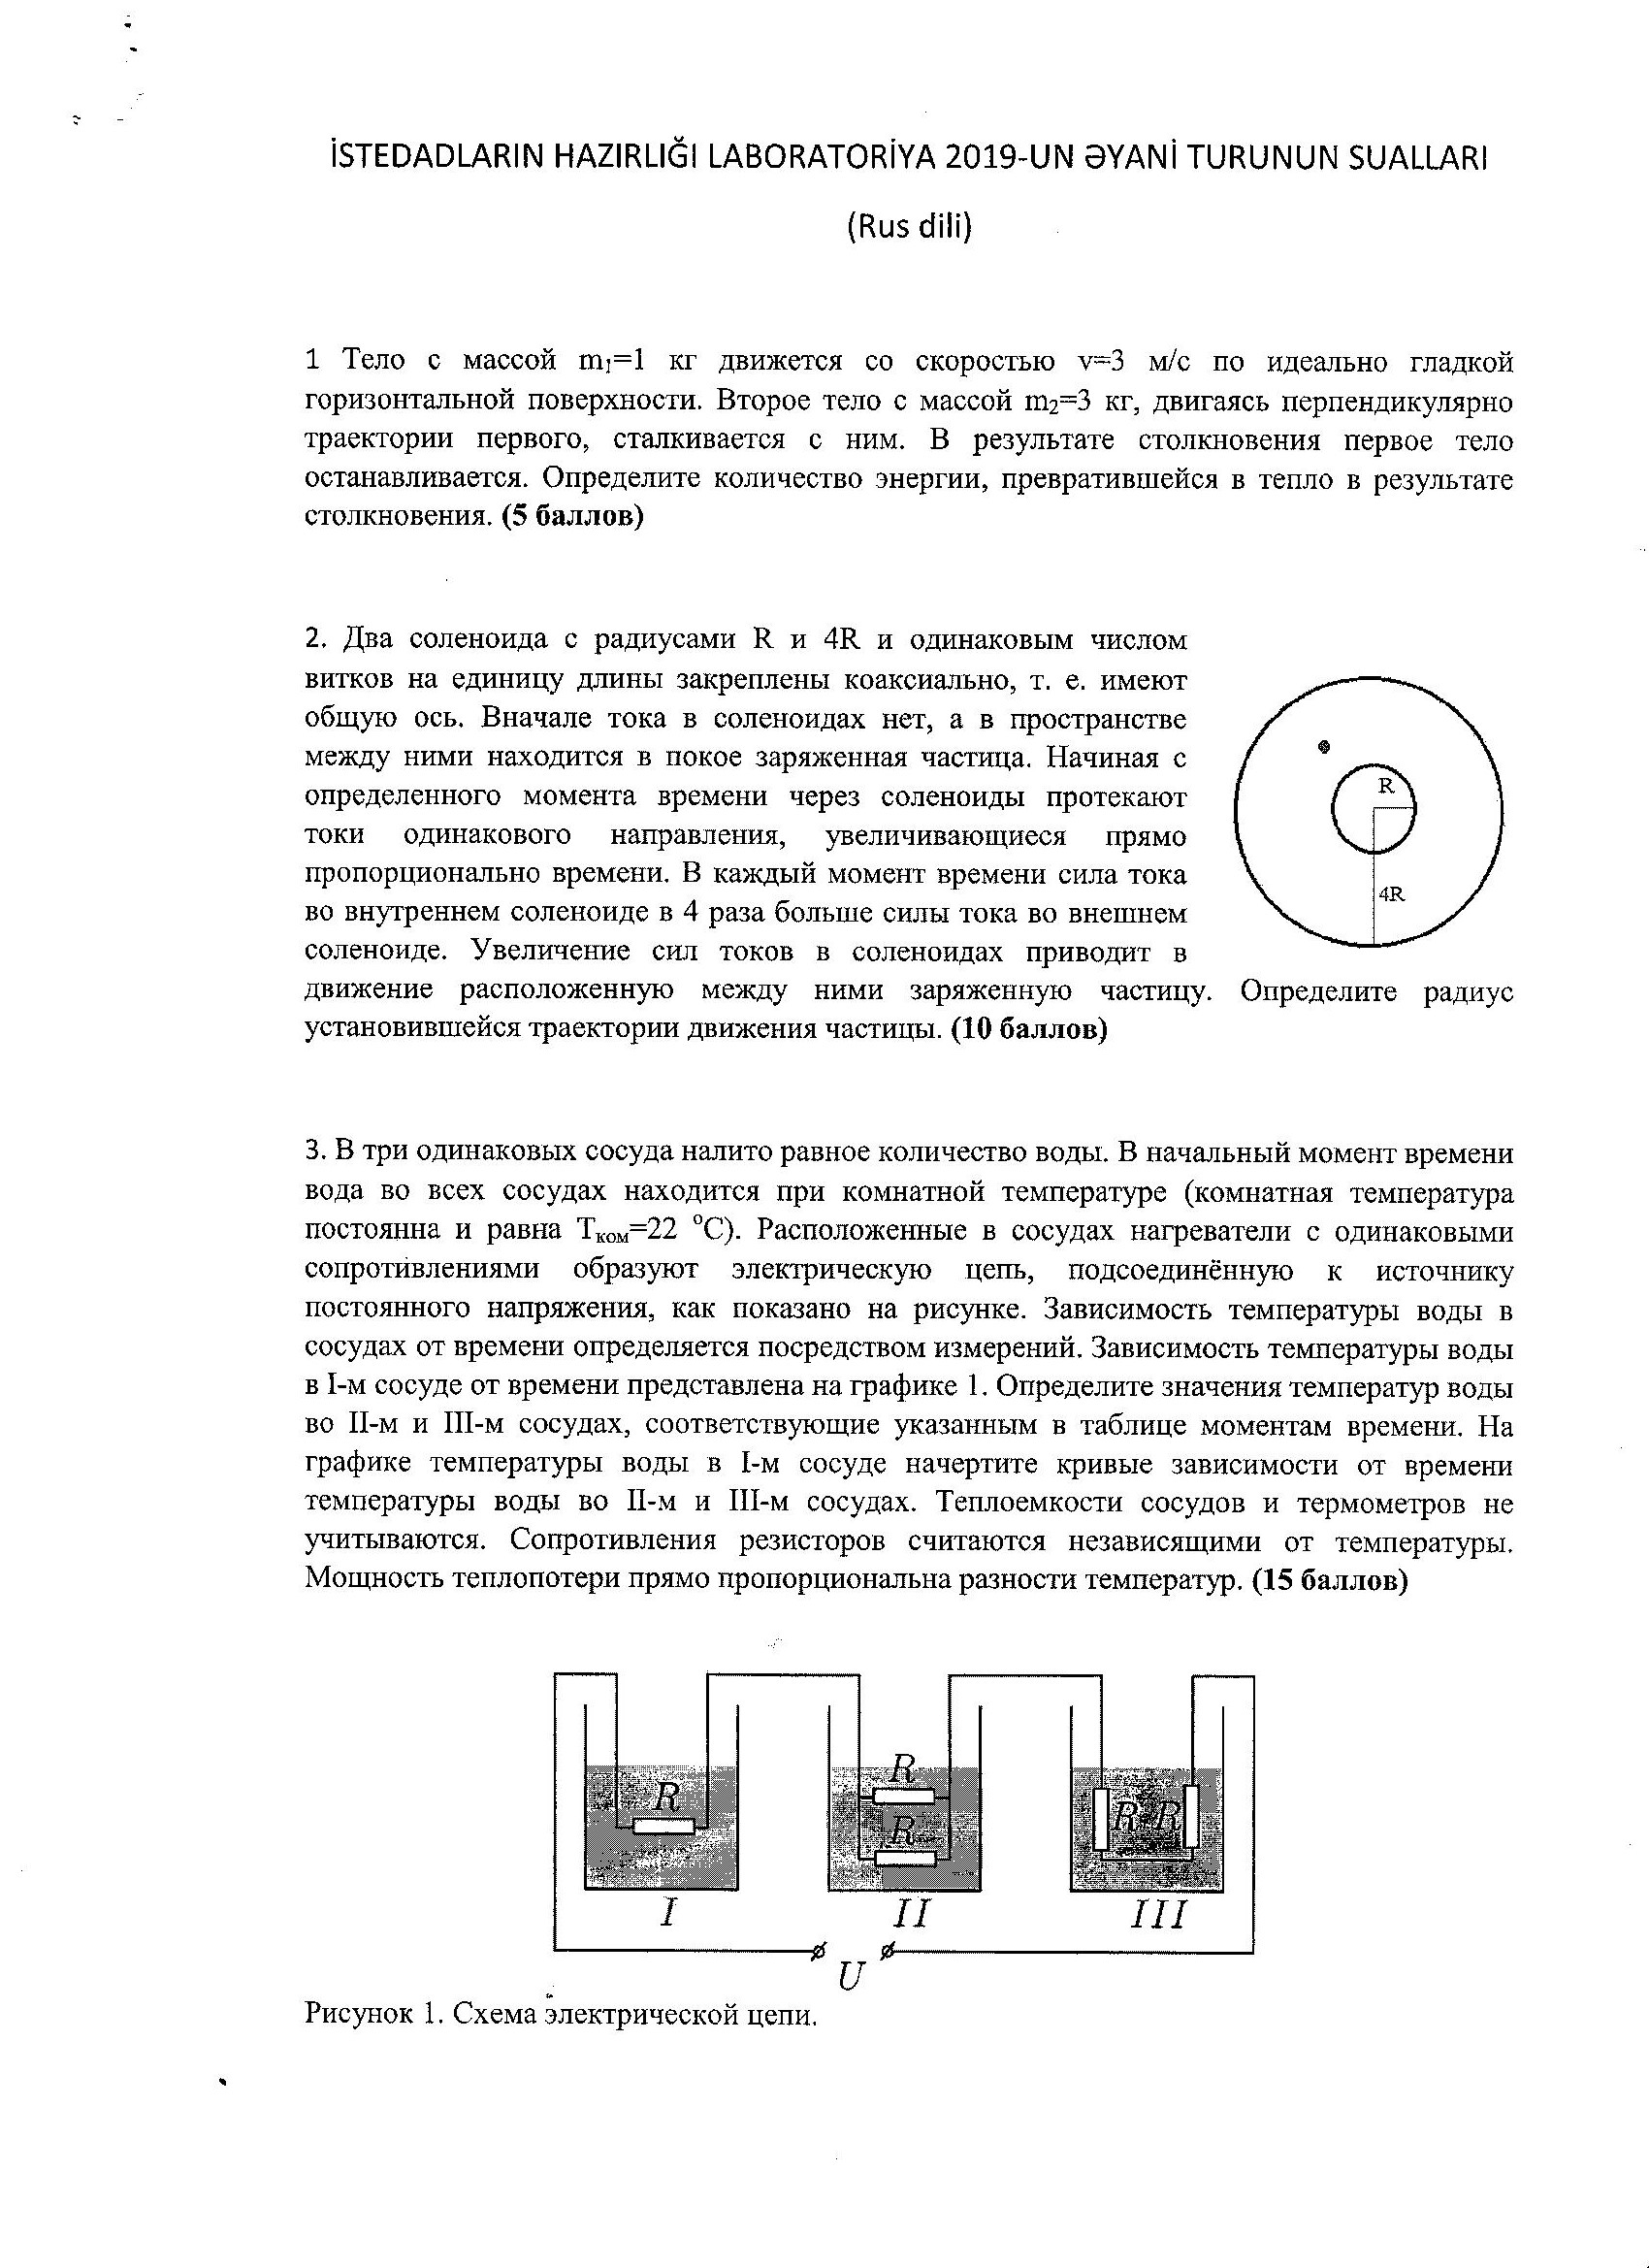 İSTEDADLARIN HAZIRLIĞI LABORATORİYA 2019-UN ƏYANİ TURUNUN SUALLARI
(Rus dili)
1 Тело с массой m₁=1 кг движется со скоростью v=3 м/с по идеально гладкой
горизонтальной поверхности. Второе тело с массой m₂=3 кг, двигаясь перпендикулярно
траектории первого, сталкивается с ним. В результате столкновения первое тело
останавливается. Определите количество энергии, превратившейся в тепло в результате
столкновения. (5 баллов)
2. Два соленоида с радиусами R и 4R и одинаковым числом
витков на единицу длины закреплены коаксиально, т. е. имеют
общую ось. Вначале тока в соленоидах нет, а в пространстве
между ними находится в покое заряженная частица. Начиная с
определенного момента времени через соленоиды протекают
токи одинакового направления, увеличивающиеся прямо
пропорционально времени. В каждый момент времени сила тока
во внутреннем соленоиде в 4 раза больше силы тока во внешнем
соленоиде. Увеличение сил токов в соленоидах приводит в
движение расположенную между ними заряженную частицу. Определите радиус
установившейся траектории движения частицы. (10 баллов)
R
4R
3. В три одинаковых сосуда налито равное количество воды. В начальный момент времени
вода во всех сосудах находится при комнатной температуре (комнатная температура
постоянна и равна Tком=22 °C). Расположенные в сосудах нагреватели с одинаковыми
сопротивлениями образуют электрическую цепь, подсоединённую к источнику
постоянного напряжения, как показано на рисунке. Зависимость температуры воды в
сосудах от времени определяется посредством измерений. Зависимость температуры воды
в I-м сосуде от времени представлена на графике 1. Определите значения температур воды
во II-м и III-м сосудах, соответствующие указанным в таблице моментам времени. На
графике температуры воды в I-м сосуде начертите кривые зависимости от времени
температуры воды во II-м и III-м сосудах. Теплоемкости сосудов и термометров не
учитываются. Сопротивления резисторов считаются независящими от температуры.
Мощность теплопотери прямо пропорциональна разности температур. (15 баллов)
R
R
R
R R
I II III
U
Рисунок 1. Схема электрической цепи.